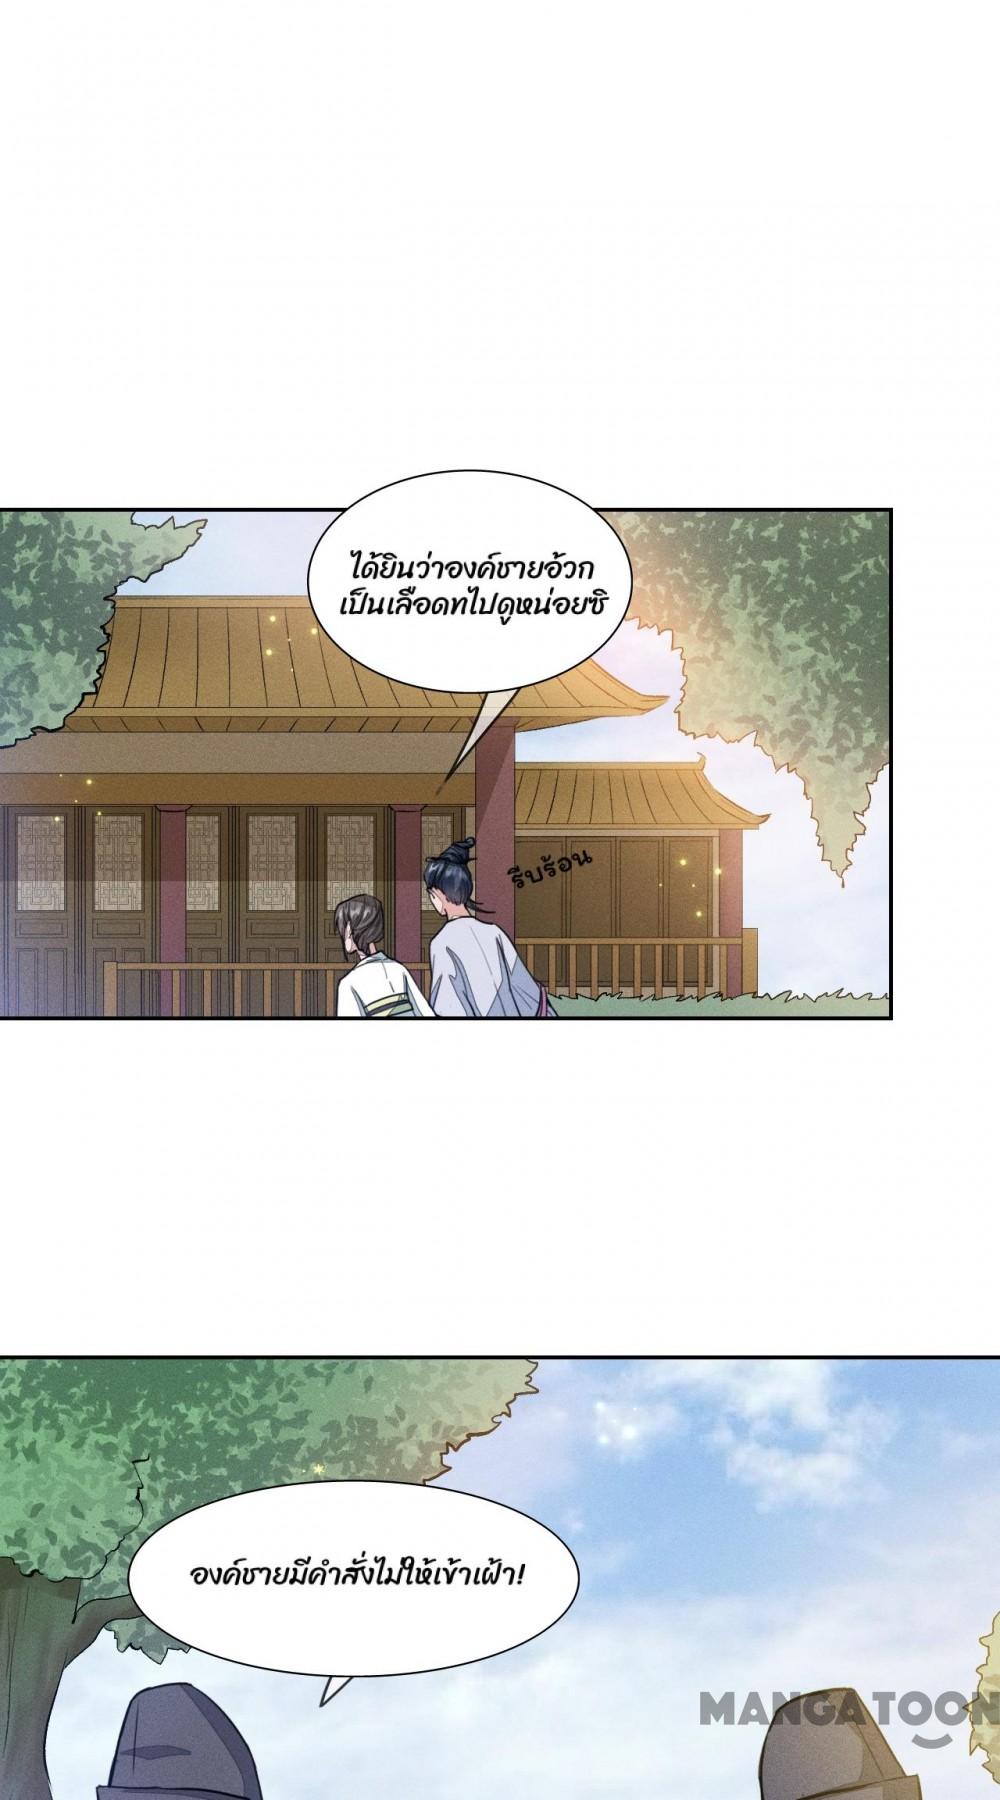 ได้ยินว่าองค์ชายอ้วก
เป็นเลือดทไปดูหน่อยซิ
รีบร้อน
องค์ชายมีคำสั่งไม่ให้เข้าเฝ้า!
MANGATOON